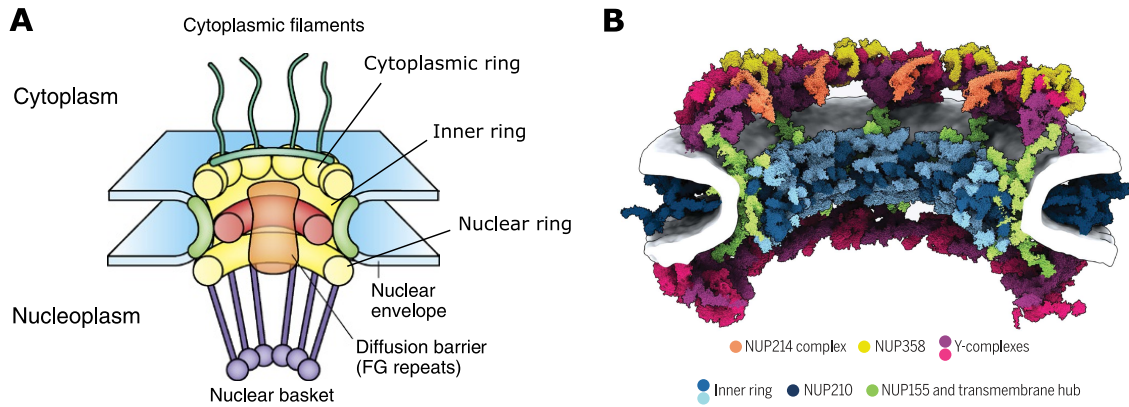 A
Cytoplasmic filaments
Cytoplasmic ring
Cytoplasm
Inner ring
Nuclear ring
Nuclear
envelope
Nucleoplasm
Diffusion barrier
(FG repeats)
Nuclear basket
B
NUP214 complex
NUP358
Y-complexes
Inner ring
NUP210
NUP155 and transmembrane hub